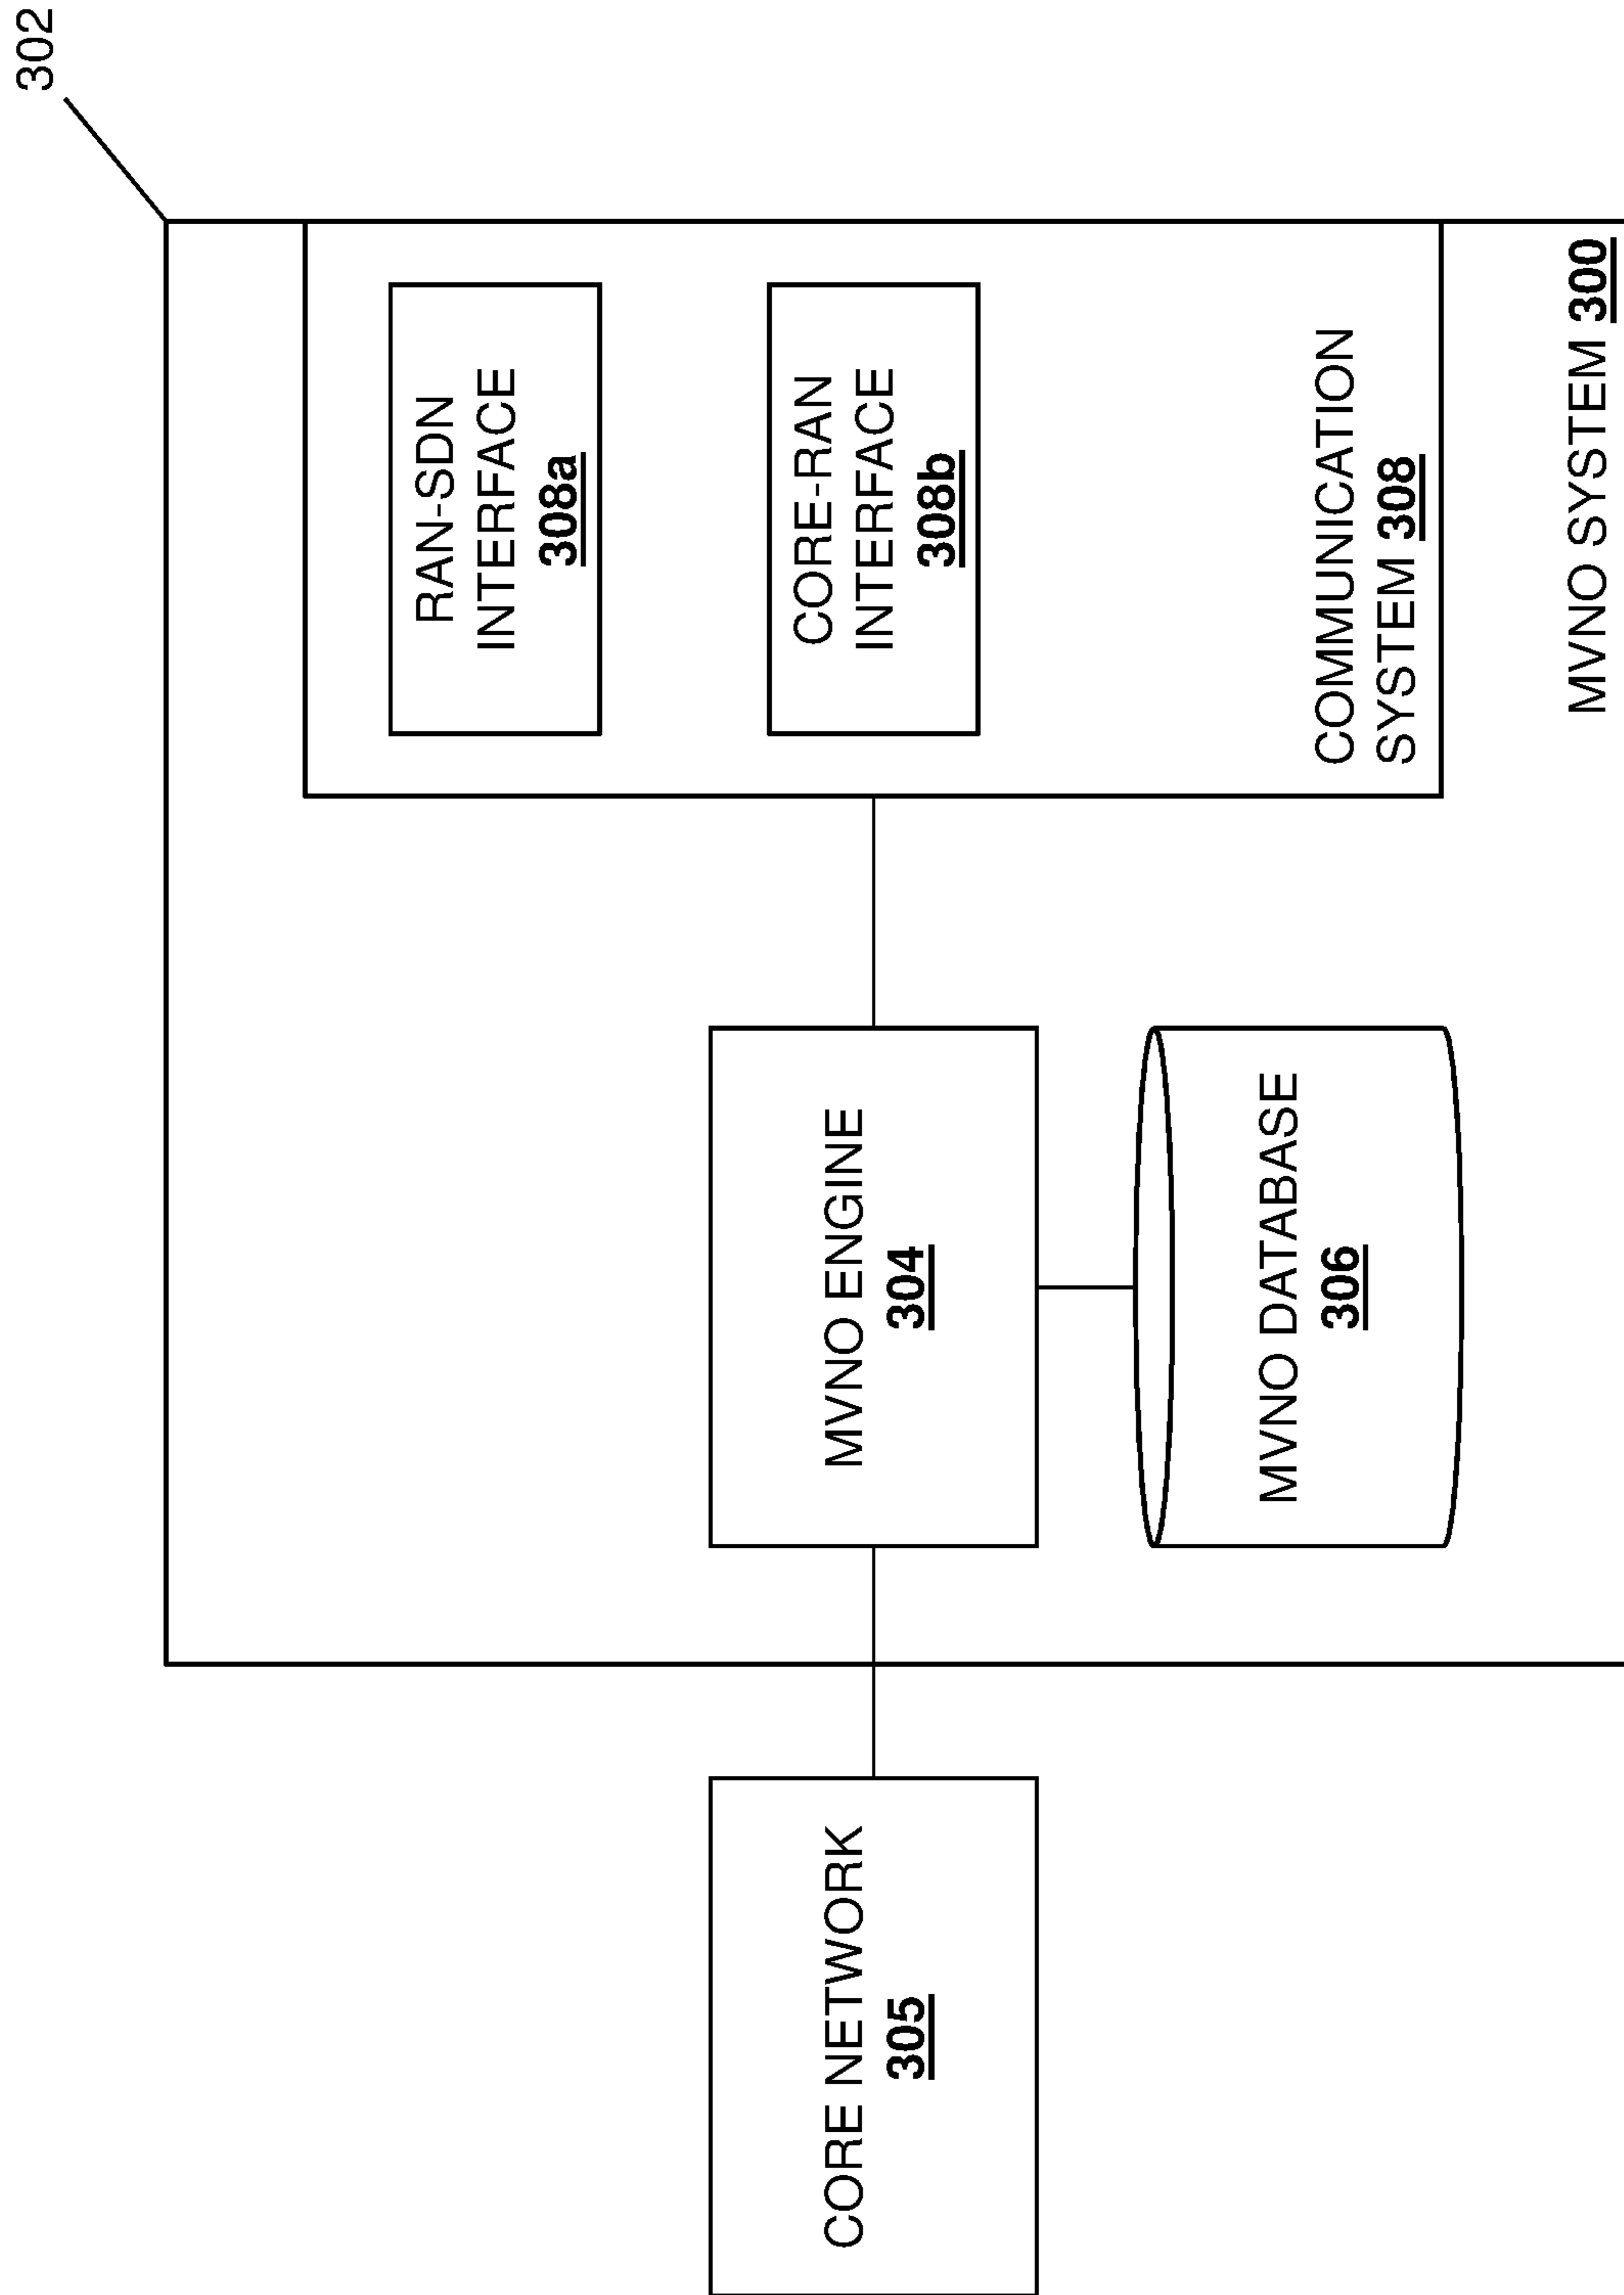 302
RAN-SDN
INTERFACE
308a
CORE-RAN
INTERFACE
308b
COMMUNICATION
SYSTEM 308
CORE NETWORK
305
MVNO ENGINE
304
MVNO DATABASE
306
MVNO SYSTEM 300